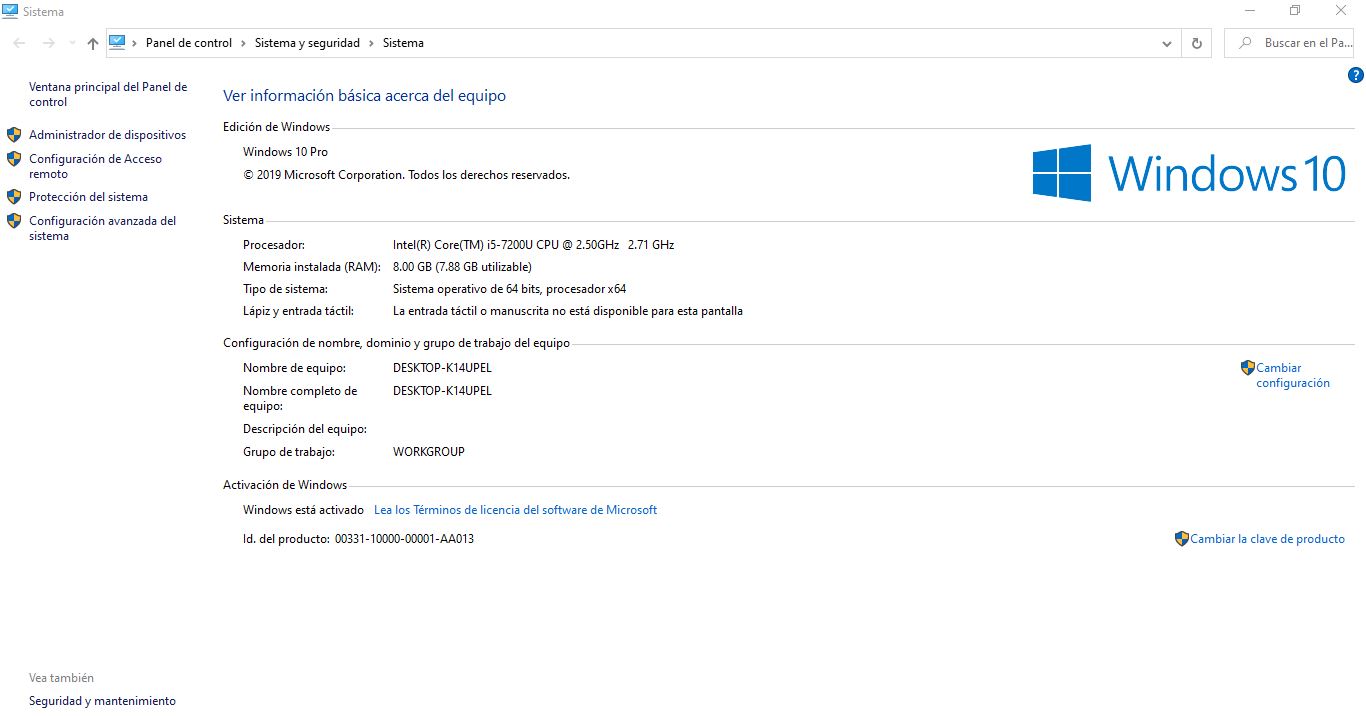 Sistema
Panel de control > Sistema y seguridad > Sistema
Buscar en el Pa...
Ventana principal del Panel de
control
Administrador de dispositivos
Configuración de Acceso
remoto
Protección del sistema
Configuración avanzada del
sistema
Vea también
Seguridad y mantenimiento
?
Ver información básica acerca del equipo
Edición de Windows
Windows 10 Pro
© 2019 Microsoft Corporation. Todos los derechos reservados.
Windows 10
Sistema
Procesador: Intel(R) Core(TM) i5-7200U CPU @ 2.50GHz 2.71 GHz
Memoria instalada (RAM): 8.00 GB (7.88 GB utilizable)
Tipo de sistema: Sistema operativo de 64 bits, procesador x64
Lápiz y entrada táctil: La entrada táctil o manuscrita no está disponible para esta pantalla
Configuración de nombre, dominio y grupo de trabajo del equipo
Nombre de equipo: DESKTOP-K14UPEL
Cambiar
configuración
Nombre completo de DESKTOP-K14UPEL
equipo:
Descripción del equipo:
Grupo de trabajo: WORKGROUP
Activación de Windows
Windows está activado Lea los Términos de licencia del software de Microsoft
Id. del producto: 00331-10000-00001-AA013
Cambiar la clave de producto